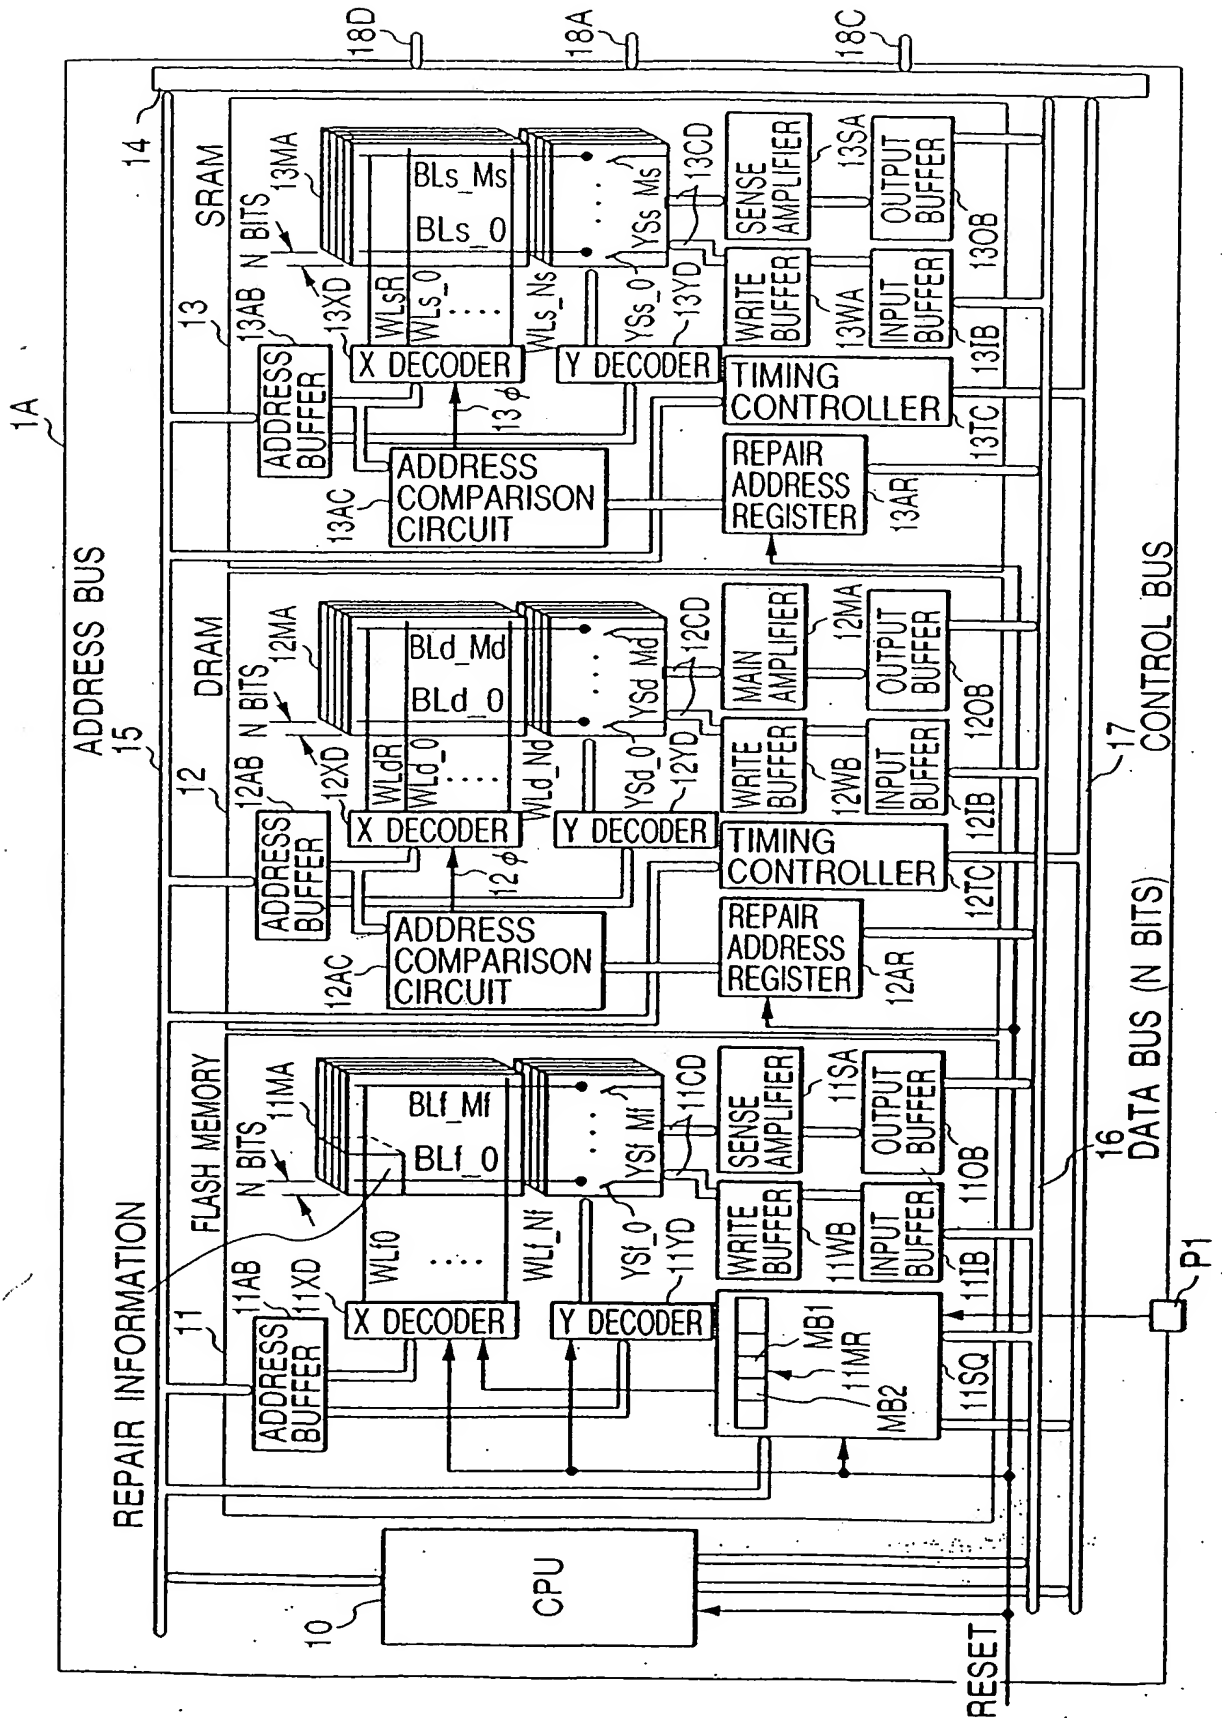 1A
ADDRESS BUS
15
14
18D
18A
18C
REPAIR INFORMATION
11
FLASH MEMORY
11AB
11XD
N BITS
11MA
ADDRESS
BUFFER
X DECODER
WLf0
WLf_Nf
BLf_Mf
BLf_0
Y DECODER
YSf_0
YSf_Mf
11YD
11CD
SENSE
AMPLIFIER
11SA
WRITE
BUFFER
11WB
OUTPUT
BUFFER
11OB
INPUT
BUFFER
11IB
MB1
11MR
MB2
11SQ
12
DRAM
12AB
12XD
N BITS
12MA
ADDRESS
BUFFER
X DECODER
WLdR
WLd_0
WLd_Nd
BLd_Md
BLd_0
12φ
12AC
ADDRESS
COMPARISON
CIRCUIT
Y DECODER
YSd_0
YSd_Md
12YD
12CD
MAIN
AMPLIFIER
12MA
WRITE
BUFFER
12WB
OUTPUT
BUFFER
12OB
INPUT
BUFFER
12IB
TIMING
CONTROLLER
12TC
REPAIR
ADDRESS
REGISTER
12AR
13
SRAM
13AB
13XD
N BITS
13MA
ADDRESS
BUFFER
X DECODER
WLsR
WLs_0
WLs_Ns
BLs_Ms
BLs_0
13φ
13AC
ADDRESS
COMPARISON
CIRCUIT
Y DECODER
YSs_0
YSs_Ms
13YD
13CD
SENSE
AMPLIFIER
13SA
WRITE
BUFFER
13WA
OUTPUT
BUFFER
13OB
INPUT
BUFFER
13IB
TIMING
CONTROLLER
13TC
REPAIR
ADDRESS
REGISTER
13AR
10
CPU
RESET
P1
16
DATA BUS (N BITS)
17
CONTROL BUS